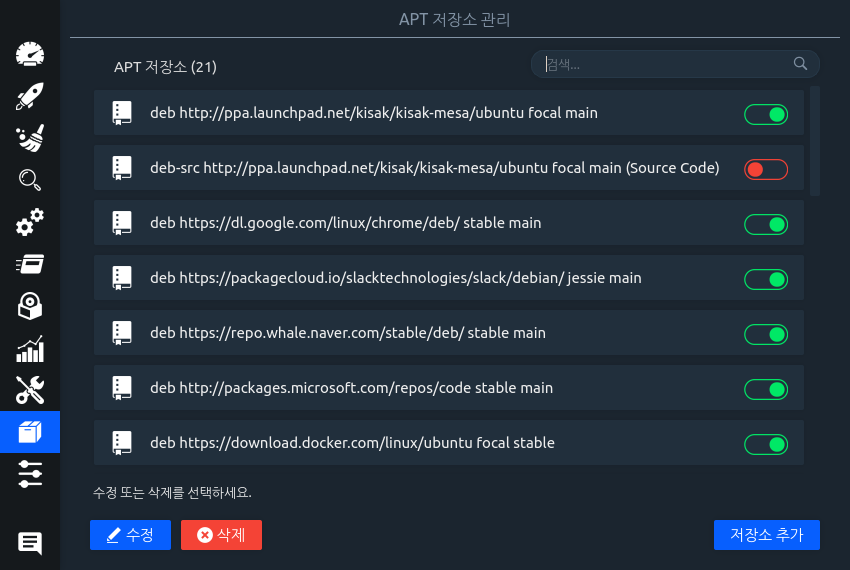 APT 저장소 관리
APT 저장소 (21)
검색...
deb http://ppa.launchpad.net/kisak/kisak-mesa/ubuntu focal main
deb-src http://ppa.launchpad.net/kisak/kisak-mesa/ubuntu focal main (Source Code)
deb https://dl.google.com/linux/chrome/deb/ stable main
deb https://packagecloud.io/slacktechnologies/slack/debian/ jessie main
deb https://repo.whale.naver.com/stable/deb/ stable main
deb http://packages.microsoft.com/repos/code stable main
deb https://download.docker.com/linux/ubuntu focal stable
수정 또는 삭제를 선택하세요.
수정
삭제
저장소 추가